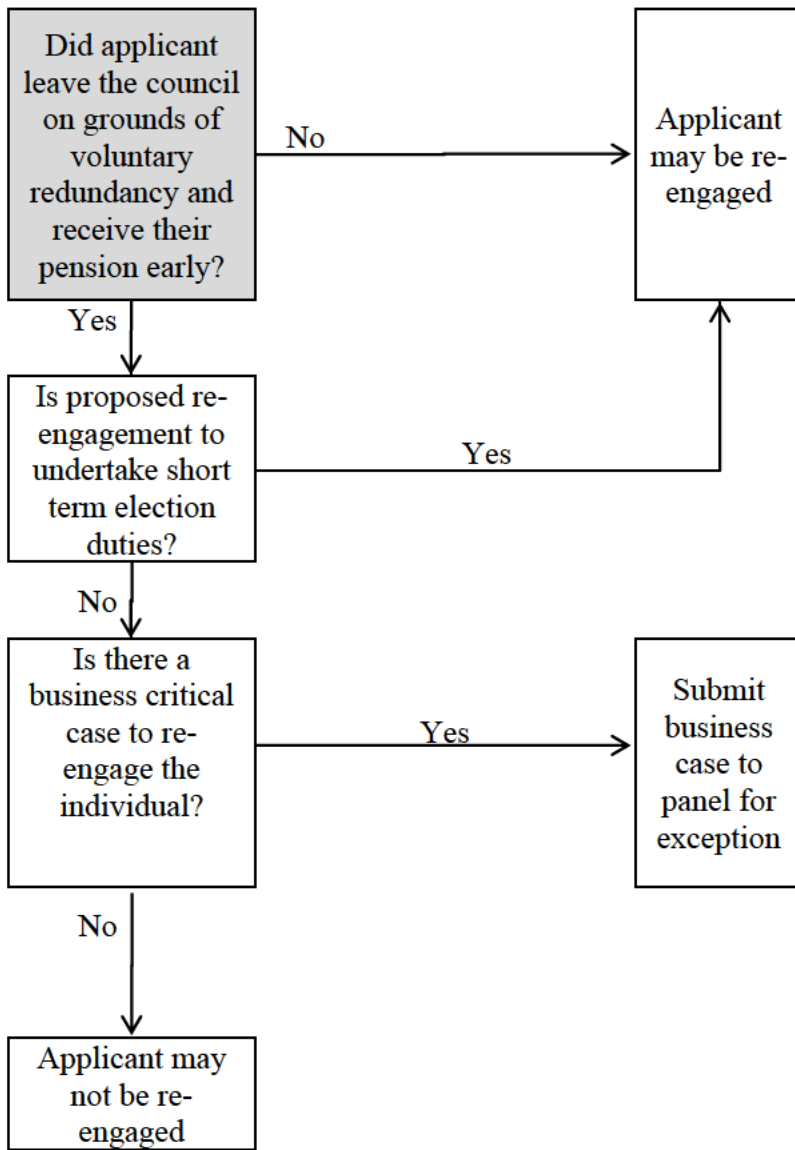 Did applicant
leave the council
on grounds of
voluntary
redundancy and
receive their
pension early?
No
Applicant
may be re-
engaged
Yes
Is proposed re-
engagement to
undertake short
term election
duties?
Yes
No
Is there a
business critical
case to re-
engage the
individual?
Yes
Submit
business
case to
panel for
exception
No
Applicant may
not be re-
engaged